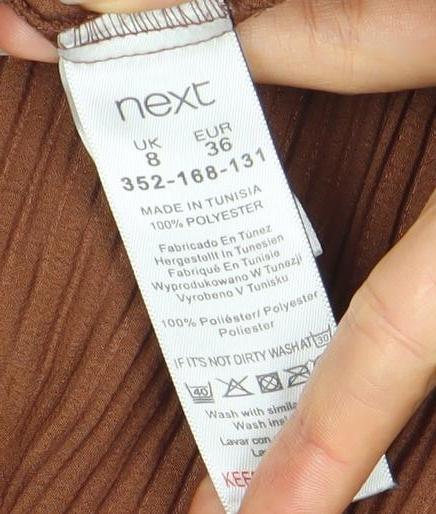 next
UK EUR
8 36
352-168-131
MADE IN TUNISIA
100% POLYESTER
Fabricado En Túnez
Hergestellt In Tunesien
Fabriqué En Tunisie
Wyprodukowano W Tunezji
Vyrobeno V Tunisku
100% Poliéster/ Polyester
Poliester
IF IT'S NOT DIRTY WASH AT 30
40
Wash with
Wash
Lavar con